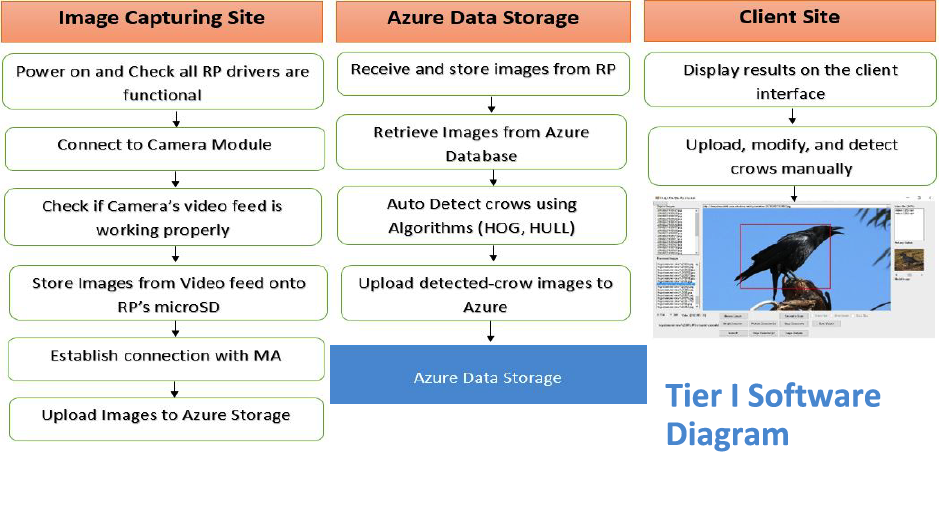 Image Capturing Site
Power on and Check all RP drivers are
functional
Connect to Camera Module
Check if Camera's video feed is
working properly
Store Images from Video feed onto
RP's microSD
Establish connection with MA
Upload Images to Azure Storage
Azure Data Storage
Receive and store images from RP
Retrieve Images from Azure
Database
Auto Detect crows using
Algorithms (HOG, HULL)
Upload detected-crow images to
Azure
Azure Data Storage
Client Site
Display results on the client
interface
Upload, modify, and detect
crows manually
Tier I Software
Diagram